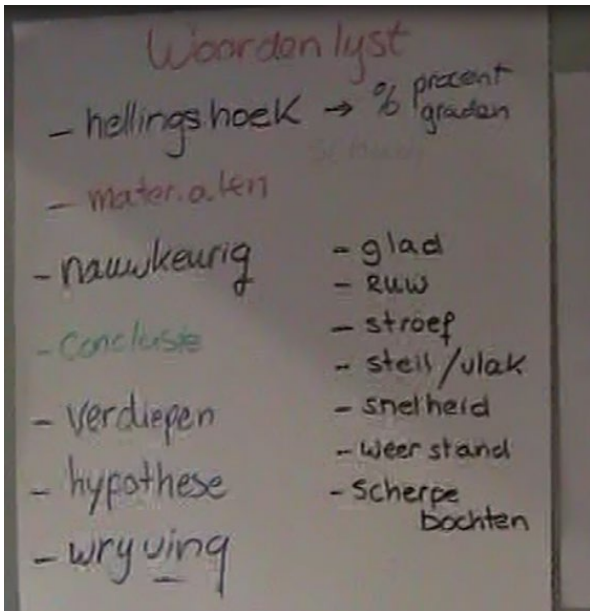 Woordenlyst
- hellingshoek → % procent
graden
- materialen
- nauwkeurig
- conclusie
- verdiepen
- hypothese
- wryving
- glad
- ruw
- stroef
- steil/vlak
- snelheid
- weerstand
- scherpe
bochten